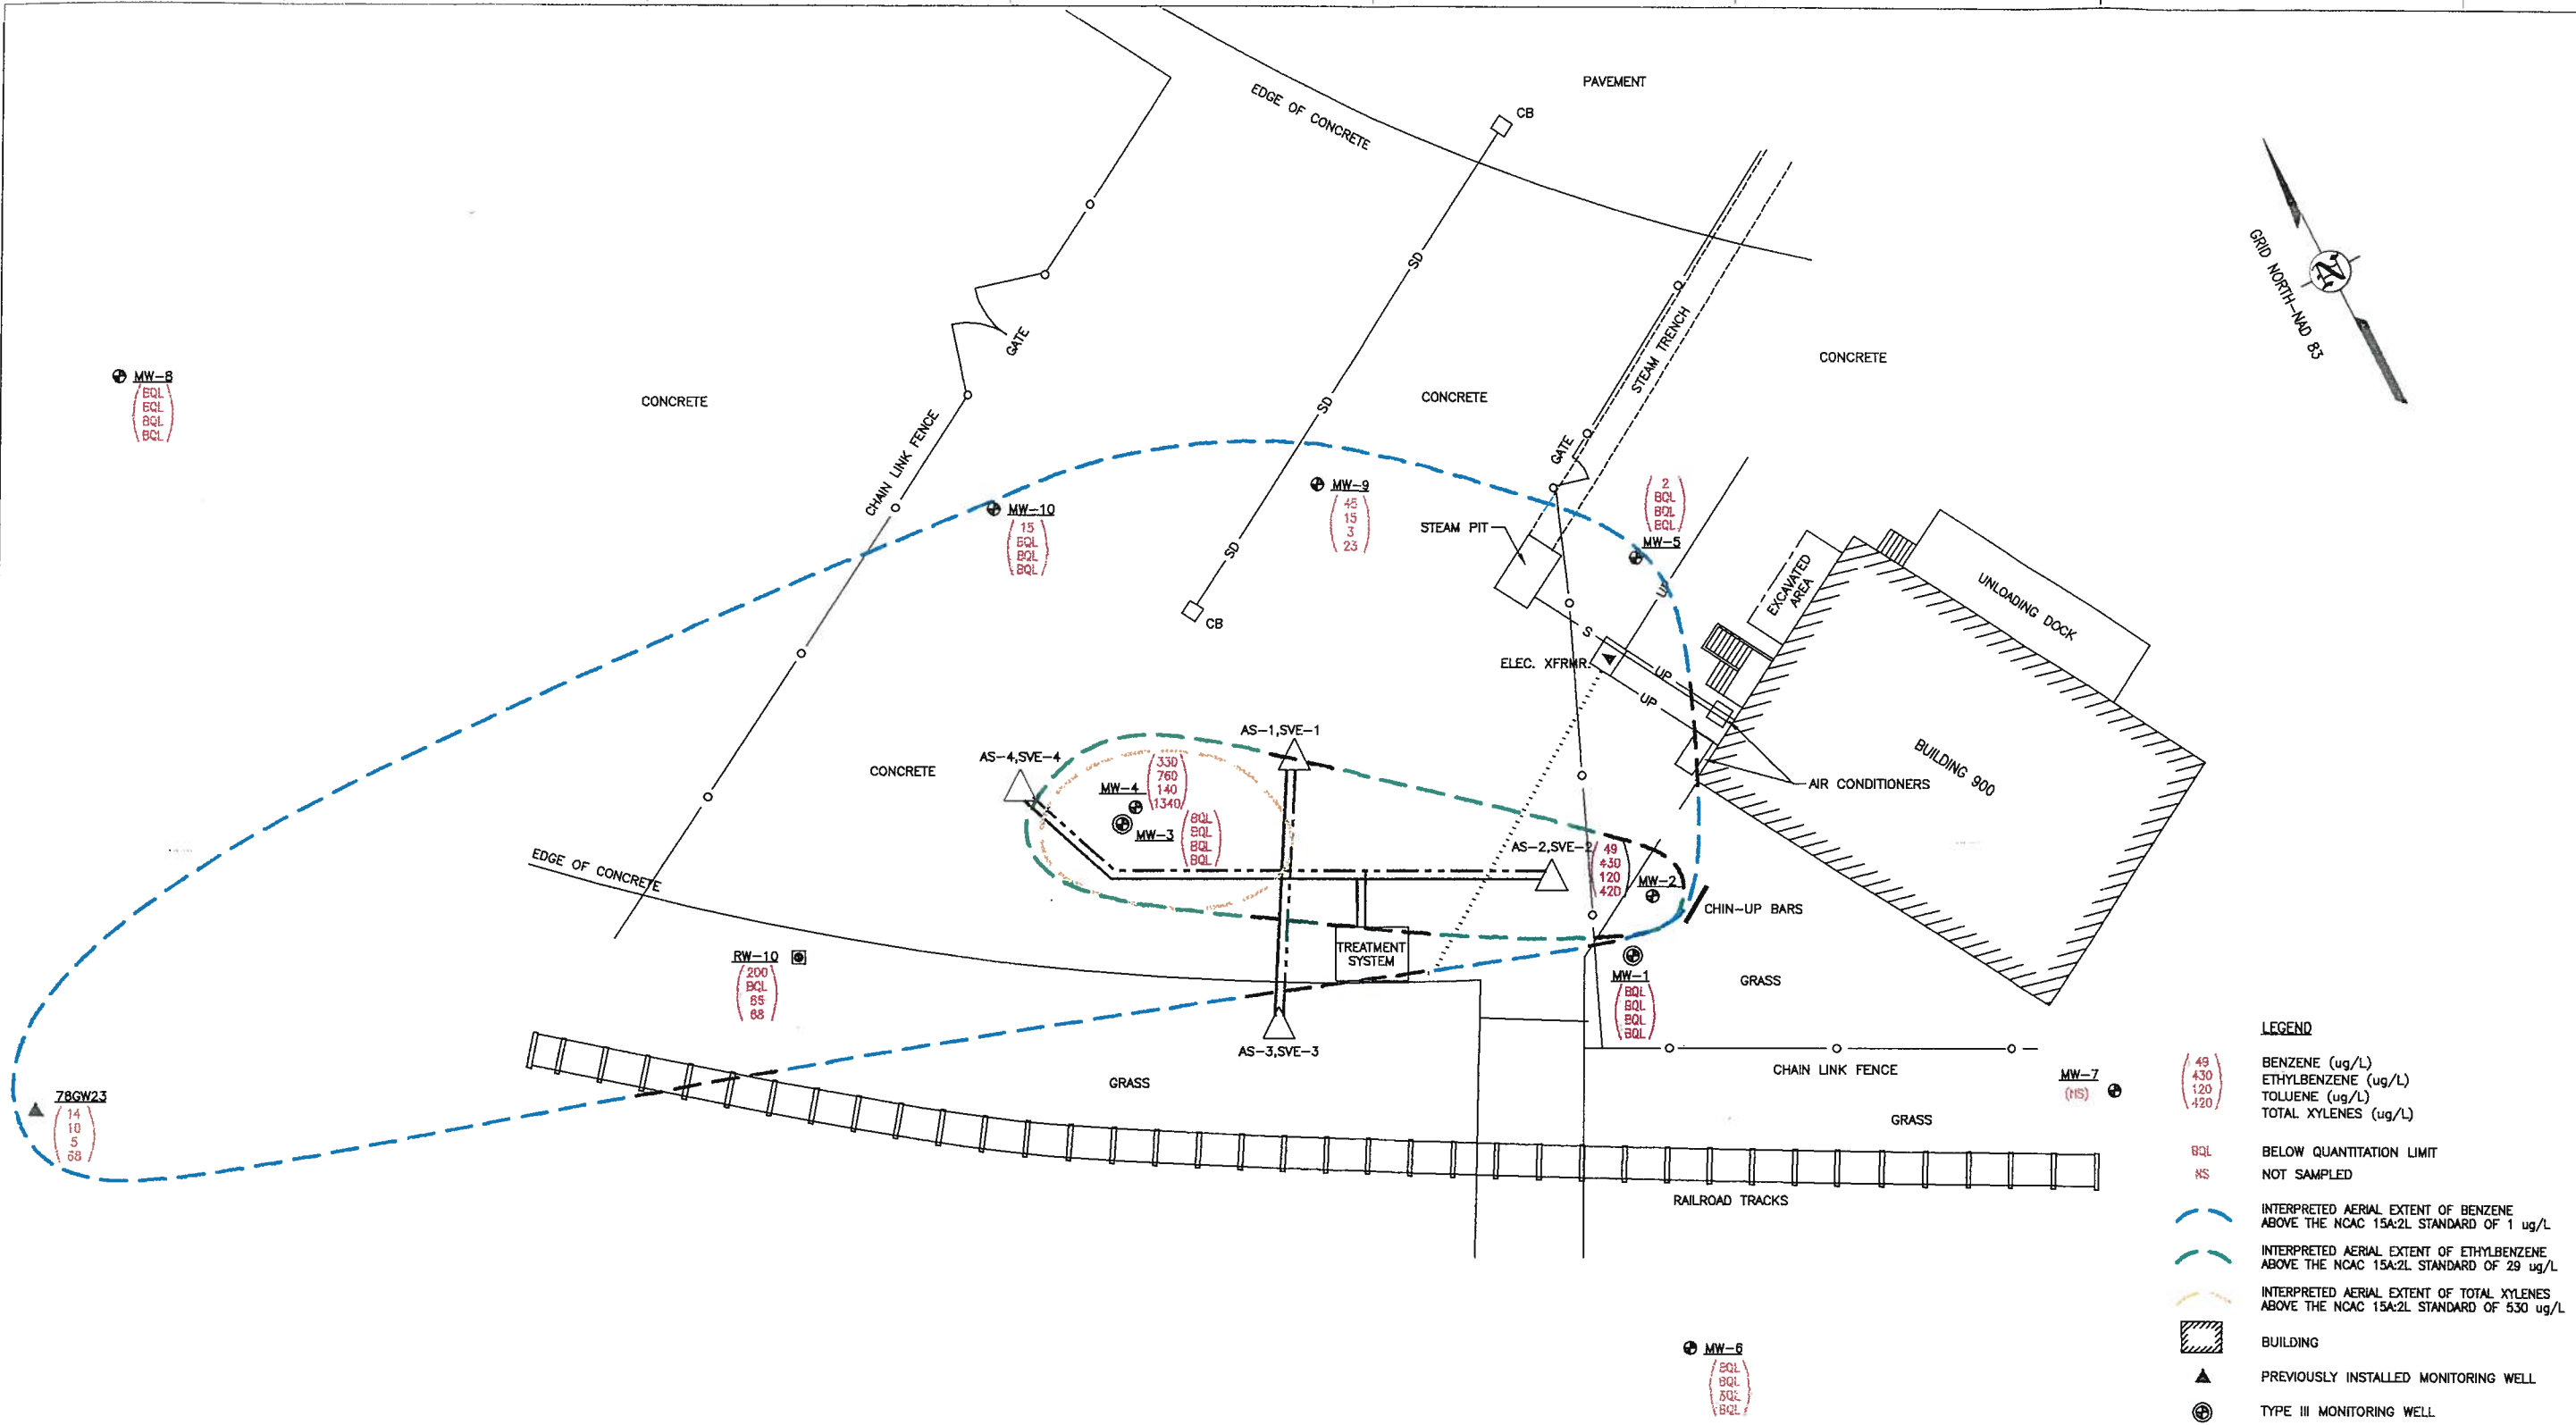 PAVEMENT
EDGE OF CONCRETE
CB
GRID NORTH-NAD 83
SD
STEAM TRENCH
GATE
CONCRETE
MW-8
BQL
BQL
BQL
BQL
CONCRETE
CONCRETE
SD
CHAIN LINK FENCE
GATE
MW-10
15
BQL
BQL
BQL
MW-9
45
15
3
23
2
BQL
BQL
BQL
MW-5
STEAM PIT
SD
CB
UP
S
EXCAVATED
AREA
UNLOADING DOCK
ELEC. XFRMR.
UP
UP
BUILDING 900
AIR CONDITIONERS
AS-1,SVE-1
AS-4,SVE-4
CONCRETE
MW-4
330
760
140
1340
MW-3
BQL
BQL
BQL
BQL
AS-2,SVE-2
49
430
120
420
MW-2
CHIN-UP BARS
EDGE OF CONCRETE
RW-10
200
BQL
65
68
TREATMENT
SYSTEM
MW-1
BQL
BQL
BQL
BQL
GRASS
AS-3,SVE-3
GRASS
CHAIN LINK FENCE
MW-7
(NS)
78GW23
14
10
5
68
GRASS
RAILROAD TRACKS
MW-6
BQL
BQL
BQL
BQL
LEGEND
49 BENZENE (ug/L)
430 ETHYLBENZENE (ug/L)
120 TOLUENE (ug/L)
420 TOTAL XYLENES (ug/L)
BQL BELOW QUANTITATION LIMIT
NS NOT SAMPLED
INTERPRETED AERIAL EXTENT OF BENZENE
ABOVE THE NCAC 15A:2L STANDARD OF 1 ug/L
INTERPRETED AERIAL EXTENT OF ETHYLBENZENE
ABOVE THE NCAC 15A:2L STANDARD OF 29 ug/L
INTERPRETED AERIAL EXTENT OF TOTAL XYLENES
ABOVE THE NCAC 15A:2L STANDARD OF 530 ug/L
BUILDING
PREVIOUSLY INSTALLED MONITORING WELL
TYPE III MONITORING WELL